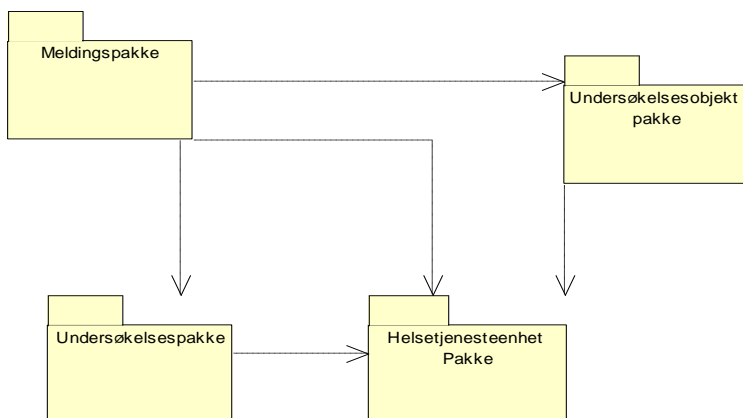 Meldingspakke
Undersøkelsesobjekt
pakke
Undersøkelsespakke
Helsetjenesteenhet
Pakke